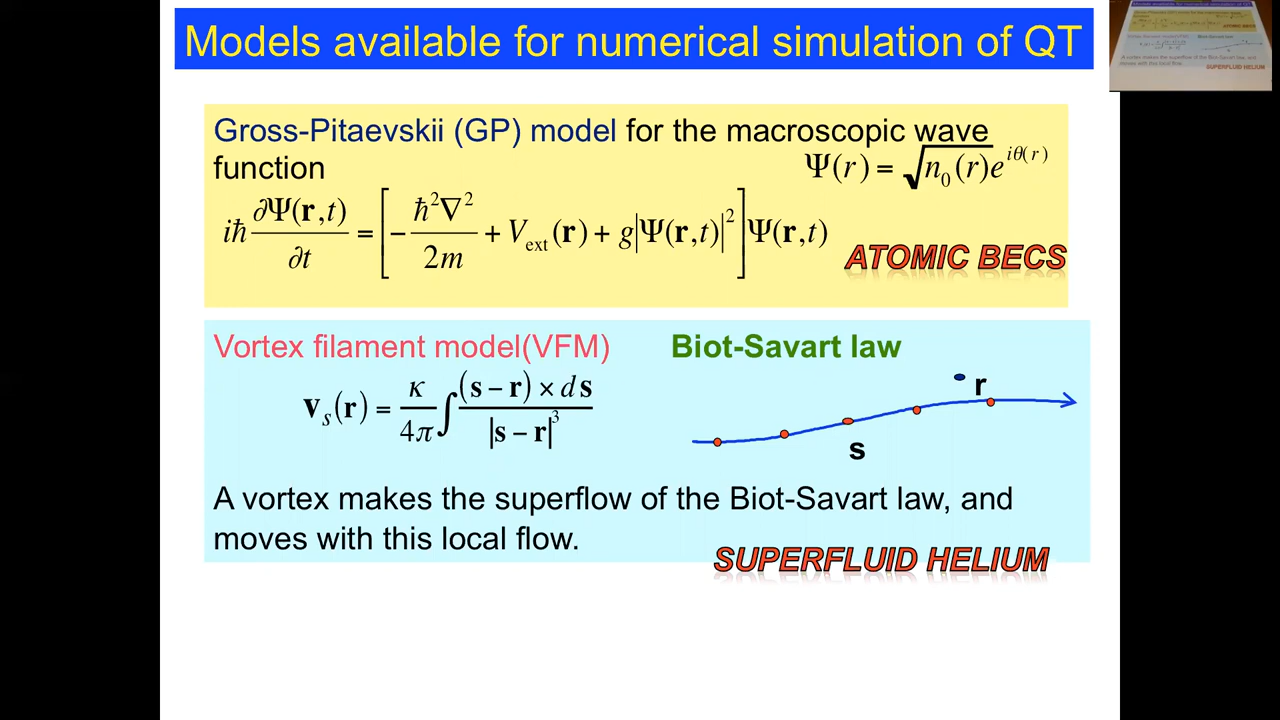 Models available for numerical simulation of QT
Gross-Pitaevskii (GP) model for the macroscopic wave
function
Ψ(r) = √n₀(r)e^{iθ(r)}
iħ ∂Ψ(r,t)/∂t = [−ħ²∇²/2m + V_ext(r) + g|Ψ(r,t)|²]Ψ(r,t)
ATOMIC BECS
Vortex filament model(VFM)
Biot-Savart law
v_s(r) = κ/4π ∫ (s − r) × ds/|s − r|³
r
s
A vortex makes the superflow of the Biot-Savart law, and
moves with this local flow.
SUPERFLUID HELIUM